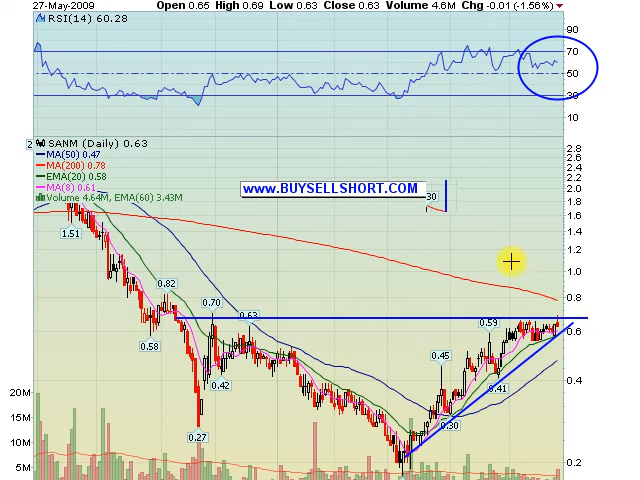 27-May-2009 Open 0.65 High 0.69 Low 0.63 Close 0.63 Volume 4.6M Chg -0.01 (-1.56%)
RSI(14) 60.28
90
70
50
30
10
SANM (Daily) 0.63
MA(50) 0.47
MA(200) 0.78
EMA(20) 0.58
MA(8) 0.61
Volume 4.64M, EMA(60) 3.43M
www.BUYSELLSHORT.COM
30
2.8
2.6
2.4
2.2
2.0
1.8
1.6
1.4
1.2
1.0
0.8
0.6
0.4
0.2
1.51
0.82
0.70
0.63
0.58
0.42
0.27
0.45
0.59
0.41
0.30
20M
15M
10M
5M